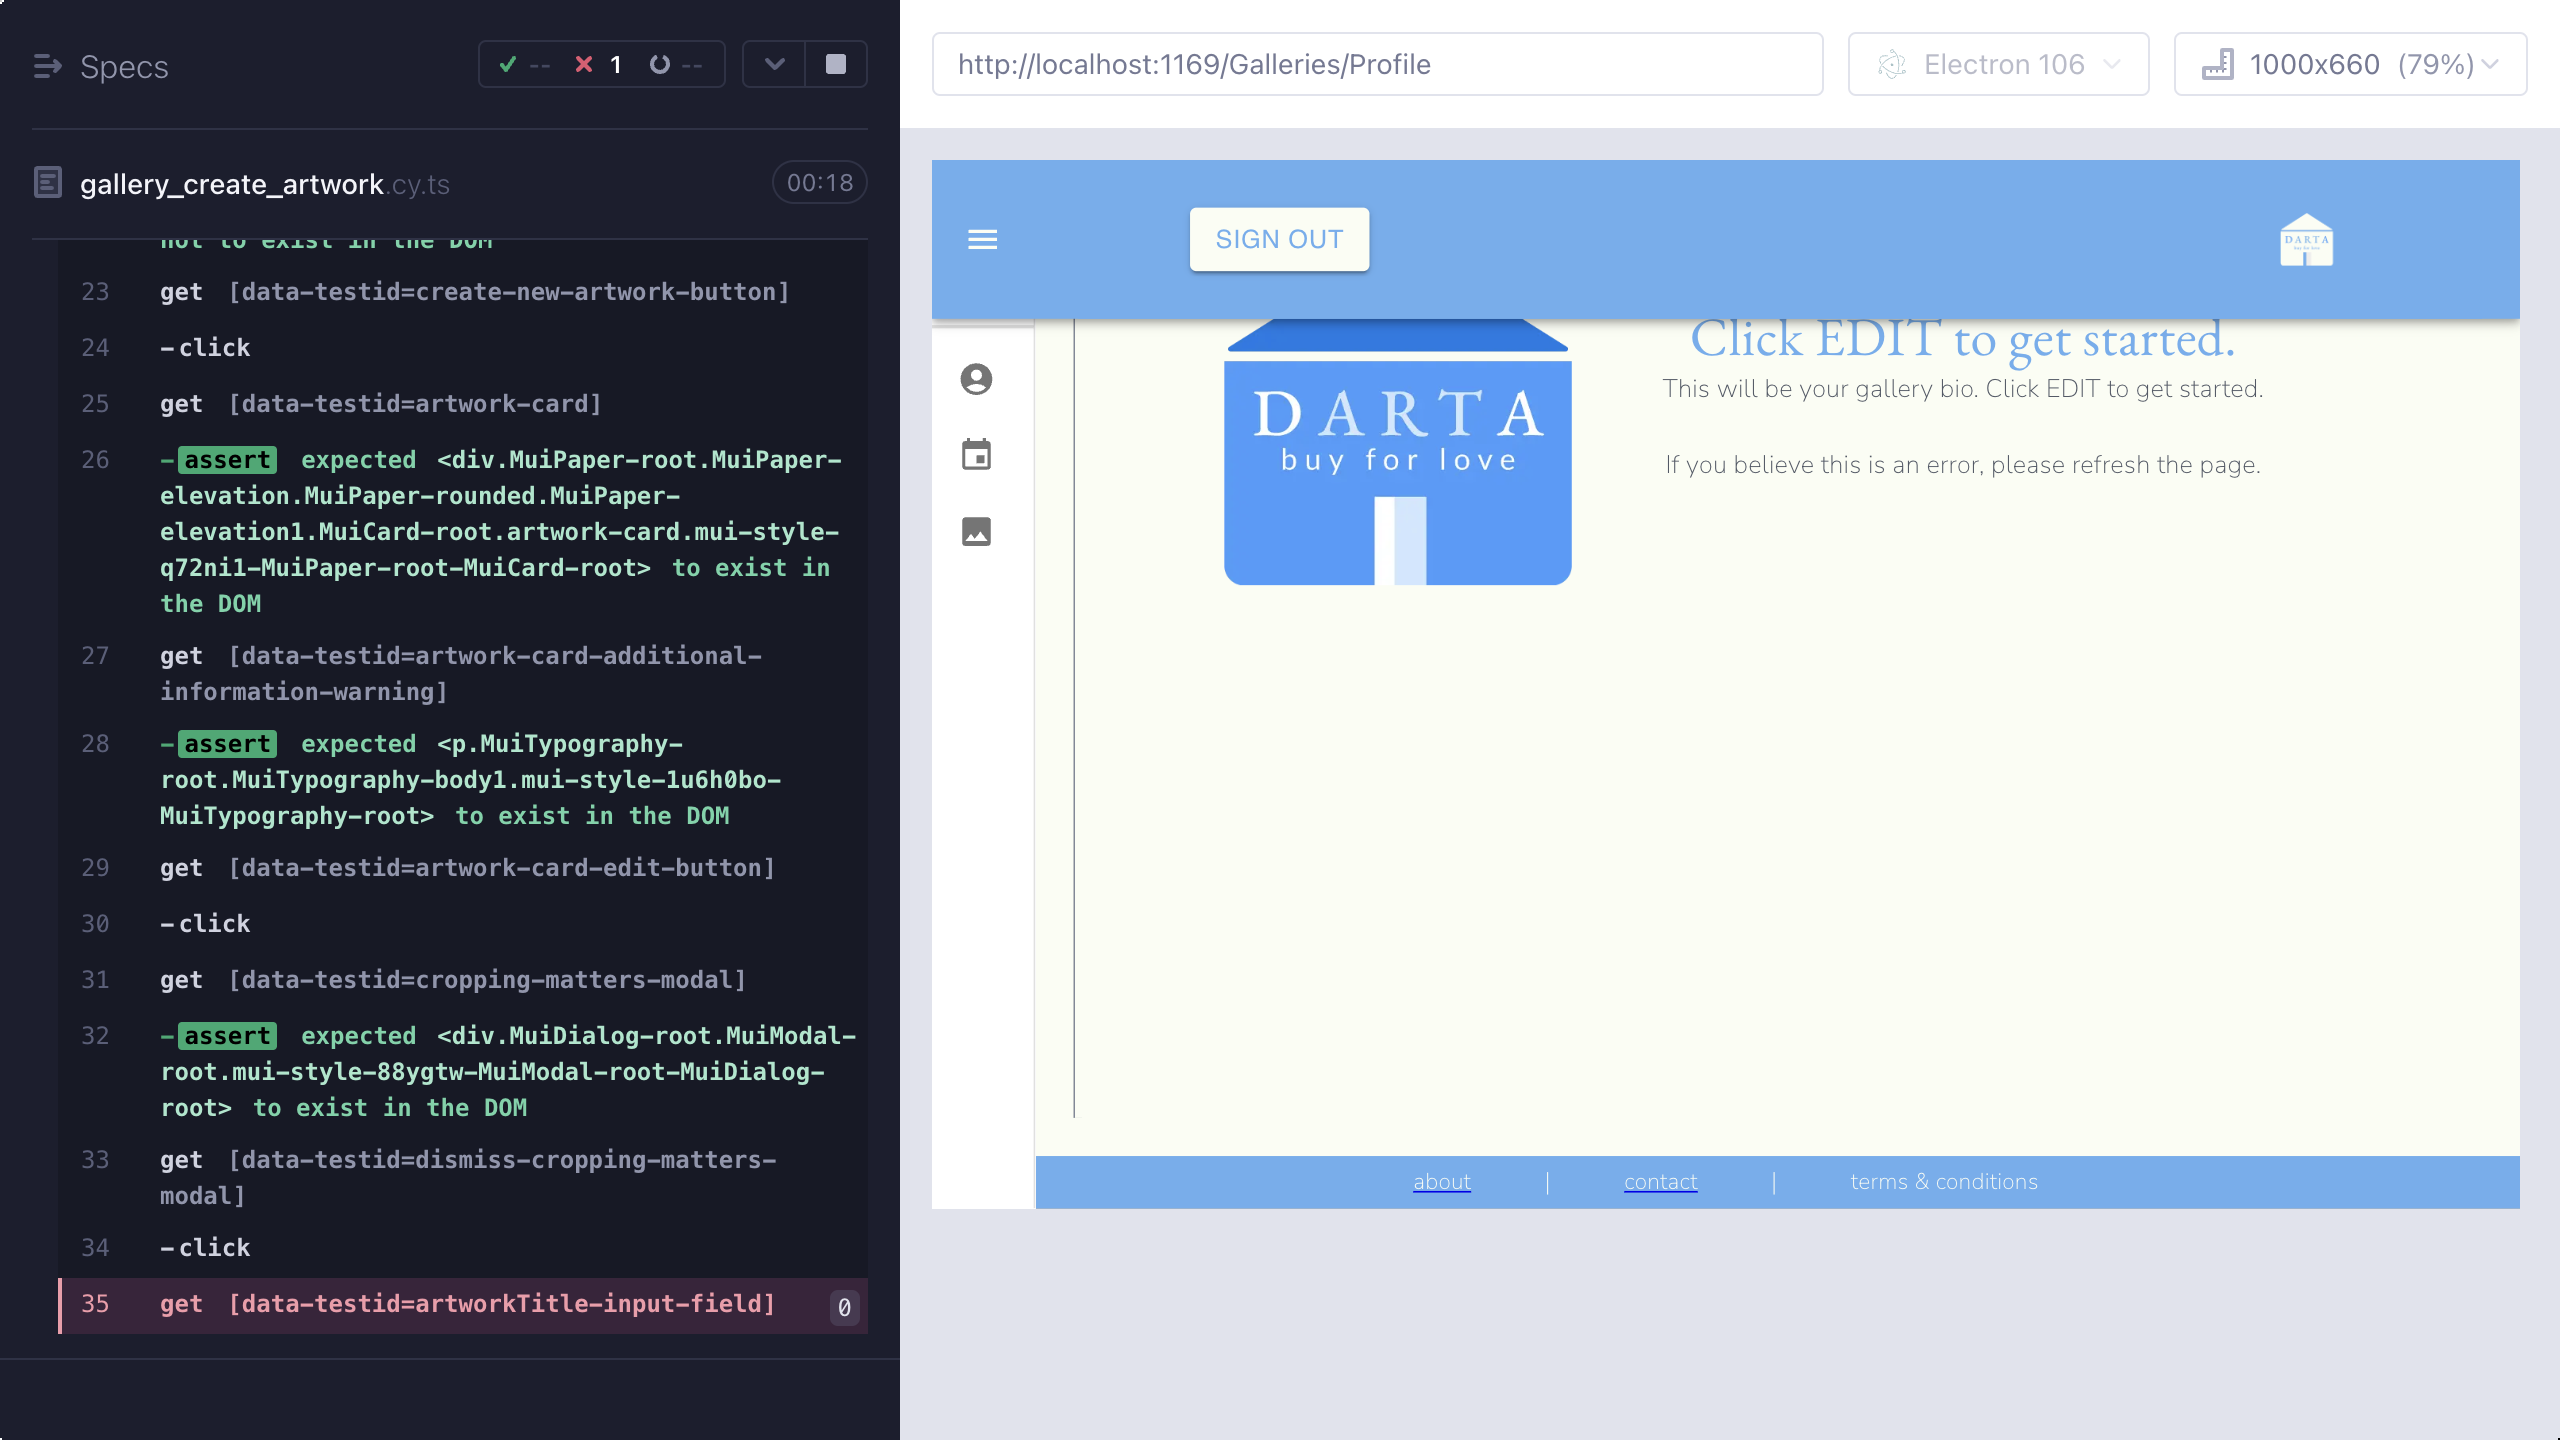 Specs
-- 1 --
gallery_create_artwork.cy.ts
00:18
not to exist in the DOM
23 get [data-testid=create-new-artwork-button]
24 -click
25 get [data-testid=artwork-card]
26 -assert expected <div.MuiPaper-root.MuiPaper-
elevation.MuiPaper-rounded.MuiPaper-
elevation1.MuiCard-root.artwork-card.mui-style-
q72ni1-MuiPaper-root-MuiCard-root> to exist in
the DOM
27 get [data-testid=artwork-card-additional-
information-warning]
28 -assert expected <p.MuiTypography-
root.MuiTypography-body1.mui-style-1u6h0bo-
MuiTypography-root> to exist in the DOM
29 get [data-testid=artwork-card-edit-button]
30 -click
31 get [data-testid=cropping-matters-modal]
32 -assert expected <div.MuiDialog-root.MuiModal-
root.mui-style-88ygtw-MuiModal-root-MuiDialog-
root> to exist in the DOM
33 get [data-testid=dismiss-cropping-matters-
modal]
34 -click
35 get [data-testid=artworkTitle-input-field] 0
http://localhost:1169/Galleries/Profile
Electron 106
1000x660 (79%)
SIGN OUT
DARTA
buy for love
Click EDIT to get started.
This will be your gallery bio. Click EDIT to get started.
If you believe this is an error, please refresh the page.
DARTA
buy for love
about | contact | terms & conditions